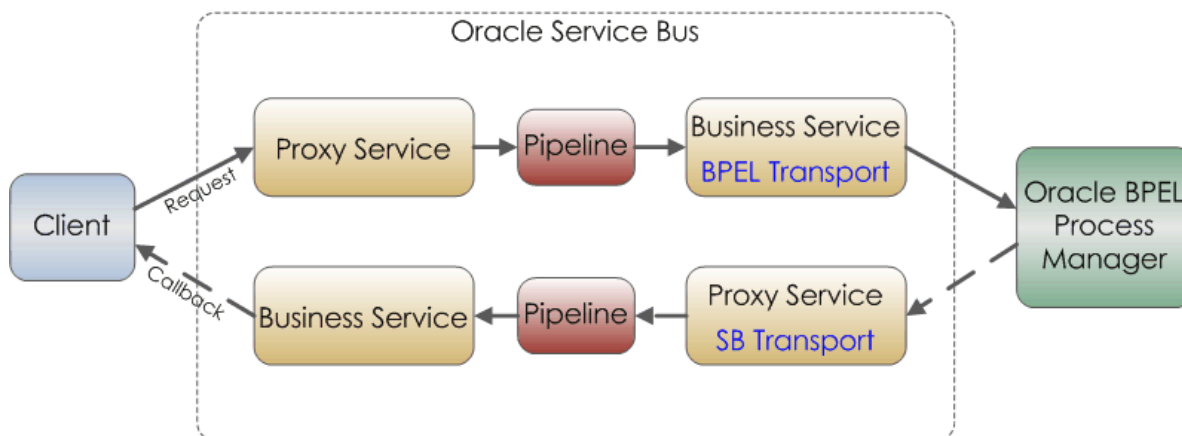 Oracle Service Bus
Proxy Service
Pipeline
Business Service
BPEL Transport
Request
Client
Oracle BPEL
Process
Manager
Callback
Business Service
Pipeline
Proxy Service
SB Transport